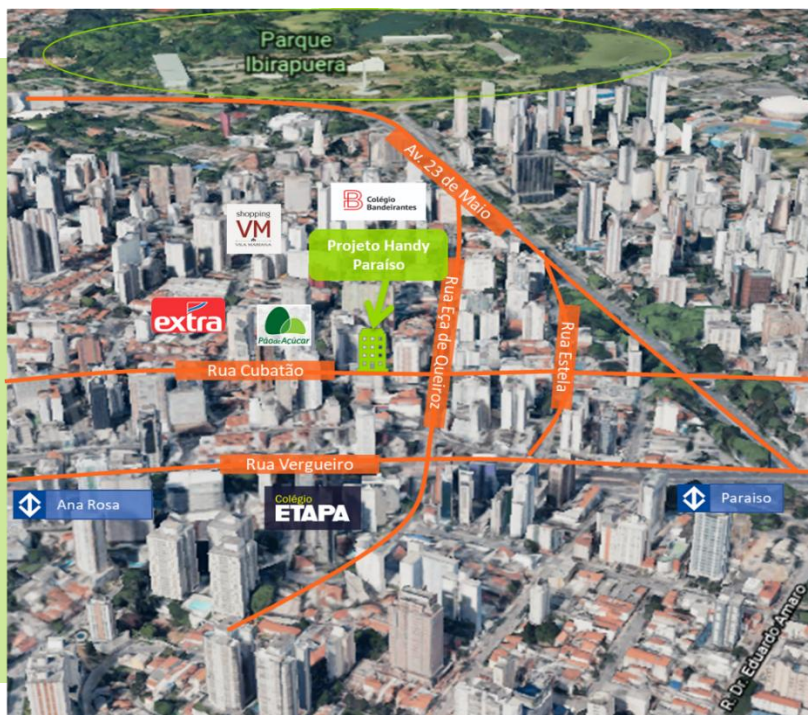 Parque
Ibirapuera
Av. 23 de Maio
B
Colégio
Bandeirantes
shopping
VM
VILA MARIANA
Projeto Handy
Paraíso
Rua Eça de Queiroz
extra
Pão de Açúcar
Rua Estela
Rua Cubatão
Rua Vergueiro
Ana Rosa
Colégio
ETAPA
Paraiso
R. Dr. Eduardo Amaro